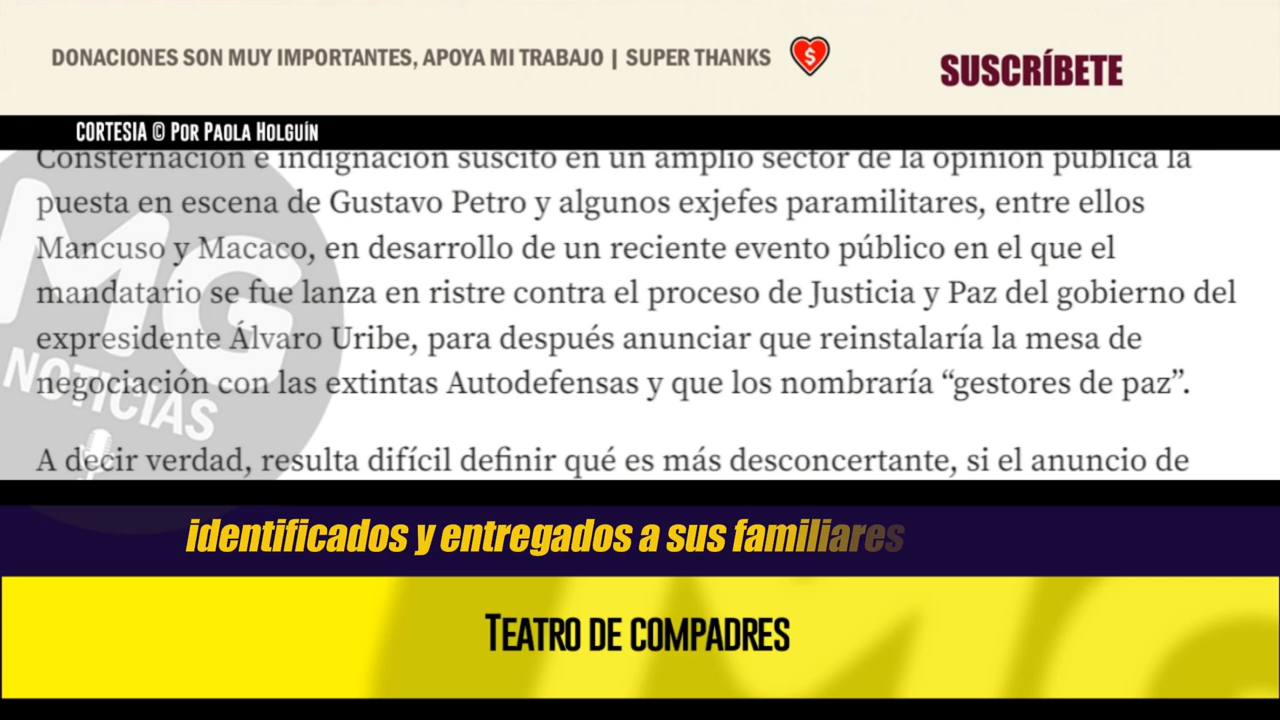 DONACIONES SON MUY IMPORTANTES, APOYA MI TRABAJO | SUPER THANKS
SUSCRÍBETE
CORTESIA © POR PAOLA HOLGUÍN
Consternación e indignación suscitó en un amplio sector de la opinión pública la
puesta en escena de Gustavo Petro y algunos exjefes paramilitares, entre ellos
Mancuso y Macaco, en desarrollo de un reciente evento público en el que el
mandatario se fue lanza en ristre contra el proceso de Justicia y Paz del gobierno del
expresidente Álvaro Uribe, para después anunciar que reinstalaría la mesa de
negociación con las extintas Autodefensas y que los nombraría “gestores de paz”.
A decir verdad, resulta difícil definir qué es más desconcertante, si el anuncio de
MG
NOTICIAS
identificados y entregados a sus familiares
TEATRO DE COMPADRES